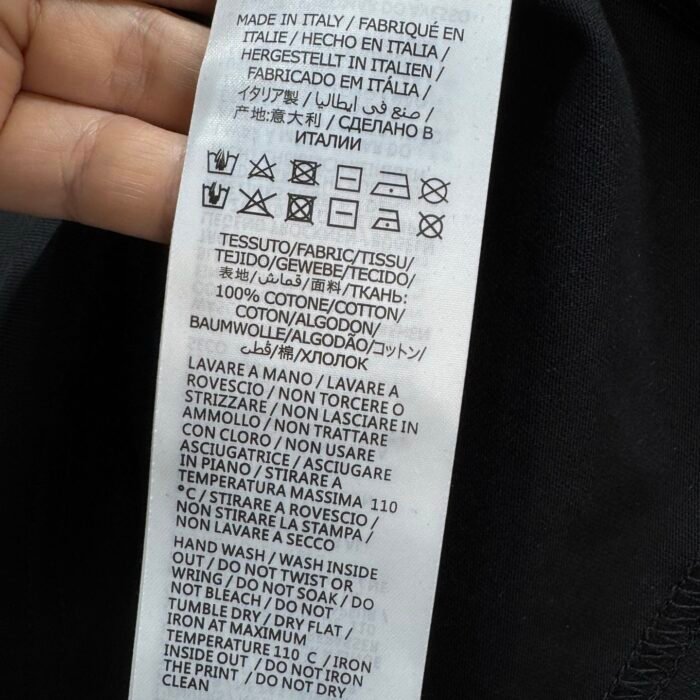 MADE IN ITALY / FABRIQUÉ EN
ITALIE / HECHO EN ITALIA /
HERGESTELLT IN ITALIEN /
FABRICADO EM ITÁLIA /
イタリア製 / صنع في ايطاليا /
产地:意大利 / СДЕЛАНО В
ИТАЛИИ
TESSUTO/FABRIC/TISSU/
TEJIDO/GEWEBE/TECIDO/
表地/قماش/面料/ТКАНЬ:
100% COTONE/COTTON/
COTON/ALGODON/
BAUMWOLLE/ALGODÃO/コットン/
قطن/棉/ХЛОЛОК
LAVARE A MANO / LAVARE A
ROVESCIO / NON TORCERE O
STRIZZARE / NON LASCIARE IN
AMMOLLO / NON TRATTARE
CON CLORO / NON USARE
ASCIUGATRICE / ASCIUGARE
IN PIANO / STIRARE A
TEMPERATURA MASSIMA 110
°C / STIRARE A ROVESCIO /
NON STIRARE LA STAMPA /
NON LAVARE A SECCO
HAND WASH / WASH INSIDE
OUT / DO NOT TWIST OR
WRING / DO NOT SOAK / DO
NOT BLEACH / DO NOT
TUMBLE DRY / DRY FLAT /
IRON AT MAXIMUM
TEMPERATURE 110 C / IRON
INSIDE OUT / DO NOT IRON
THE PRINT / DO NOT DRY
CLEAN